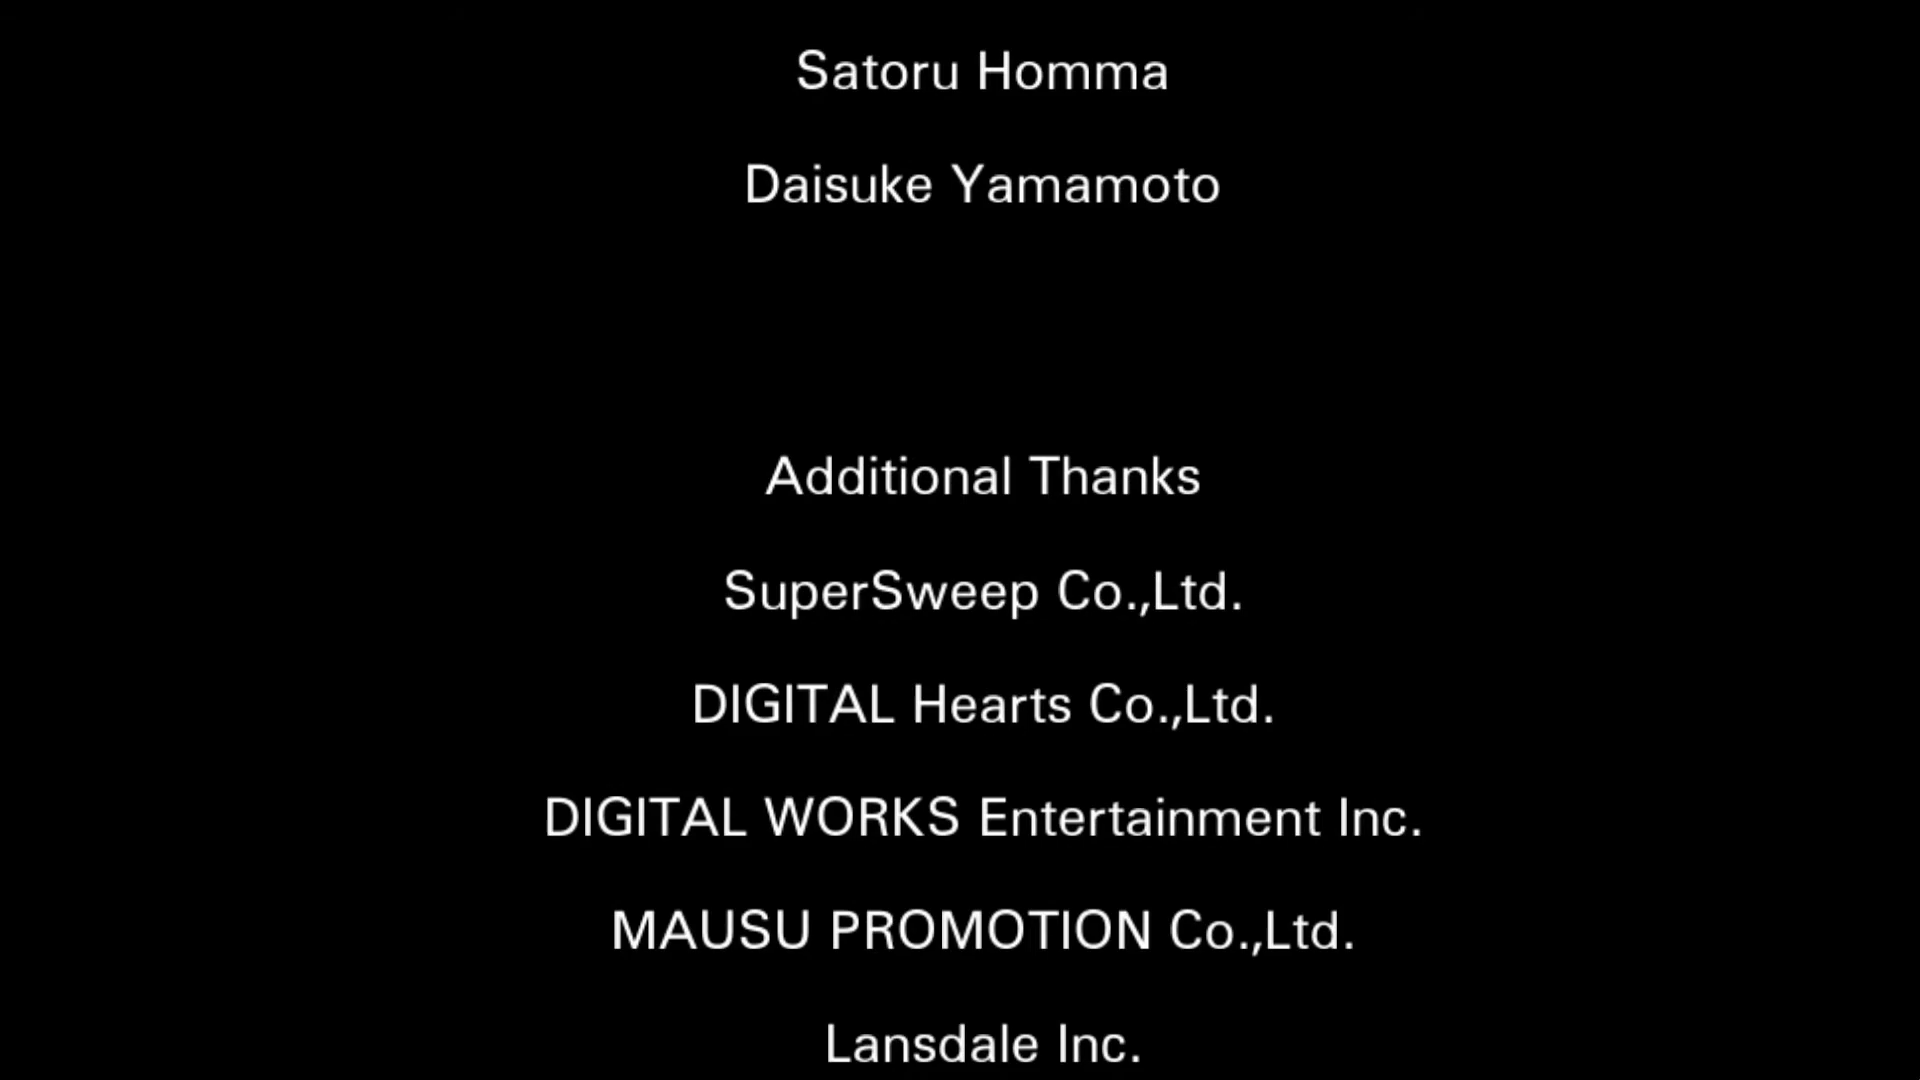 Satoru Homma
Daisuke Yamamoto
Additional Thanks
SuperSweep Co.,Ltd.
DIGITAL Hearts Co.,Ltd.
DIGITAL WORKS Entertainment Inc.
MAUSU PROMOTION Co.,Ltd.
Lansdale Inc.